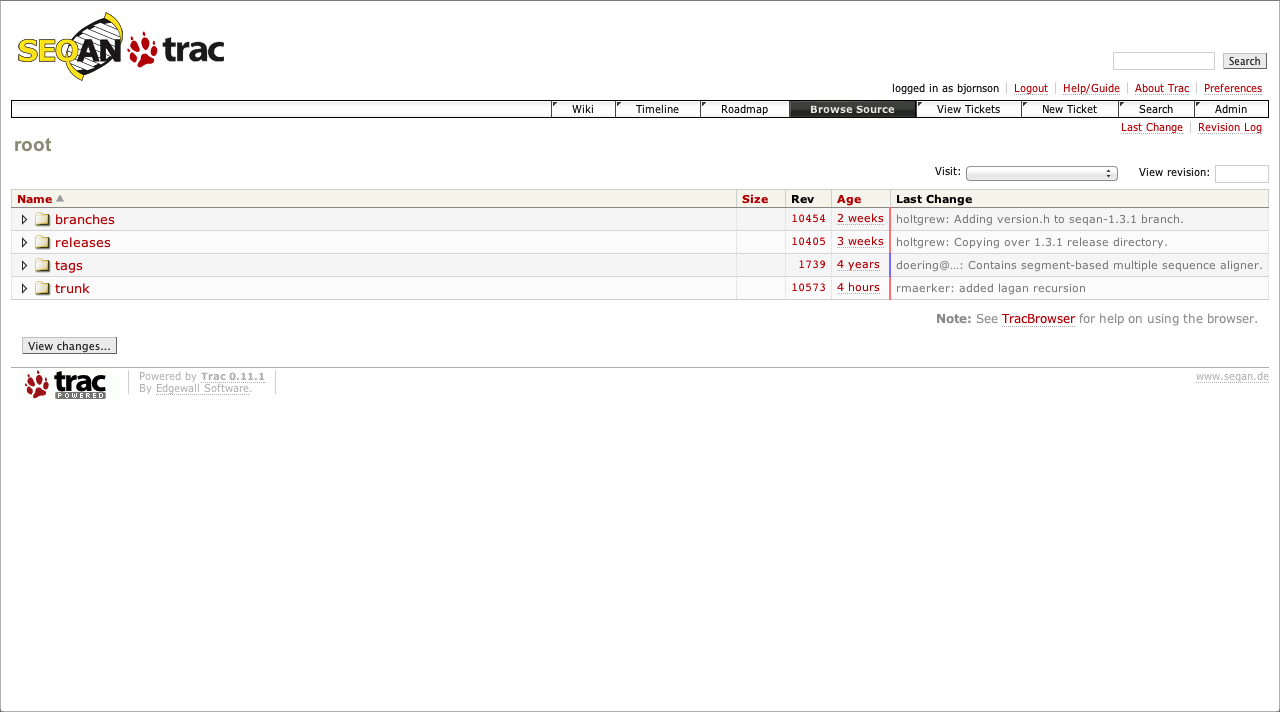 SEQAN trac
Search
logged in as bjornson Logout Help/Guide About Trac Preferences
Wiki Timeline Roadmap Browse Source View Tickets New Ticket Search Admin
Last Change Revision Log
root
Visit: View revision:
Name Size Rev Age Last Change
branches 10454 2 weeks holtgrew: Adding version.h to seqan-1.3.1 branch.
releases 10405 3 weeks holtgrew: Copying over 1.3.1 release directory.
tags 1739 4 years doering@…: Contains segment-based multiple sequence aligner.
trunk 10573 4 hours rmaerker: added lagan recursion
Note: See TracBrowser for help on using the browser.
View changes...
trac POWERED
Powered by Trac 0.11.1
By Edgewall Software.
www.seqan.de